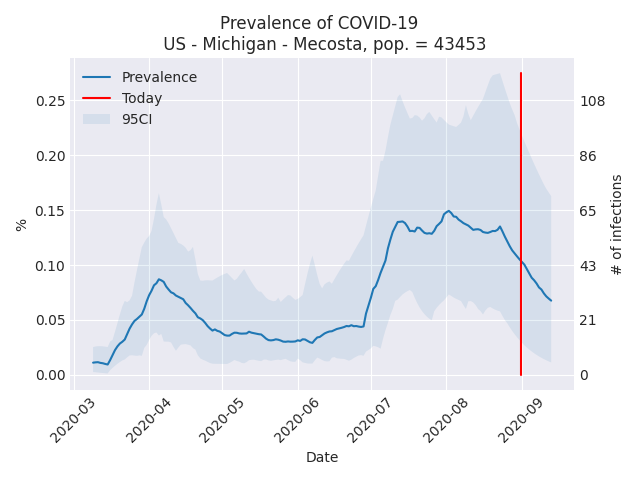 Prevalence of COVID-19
US - Michigan - Mecosta, pop. = 43453
Prevalence
Today
95CI
%
0.25
0.20
0.15
0.10
0.05
0.00
108
86
65
43
21
0
# of infections
2020-03
2020-04
2020-05
2020-06
2020-07
2020-08
2020-09
Date